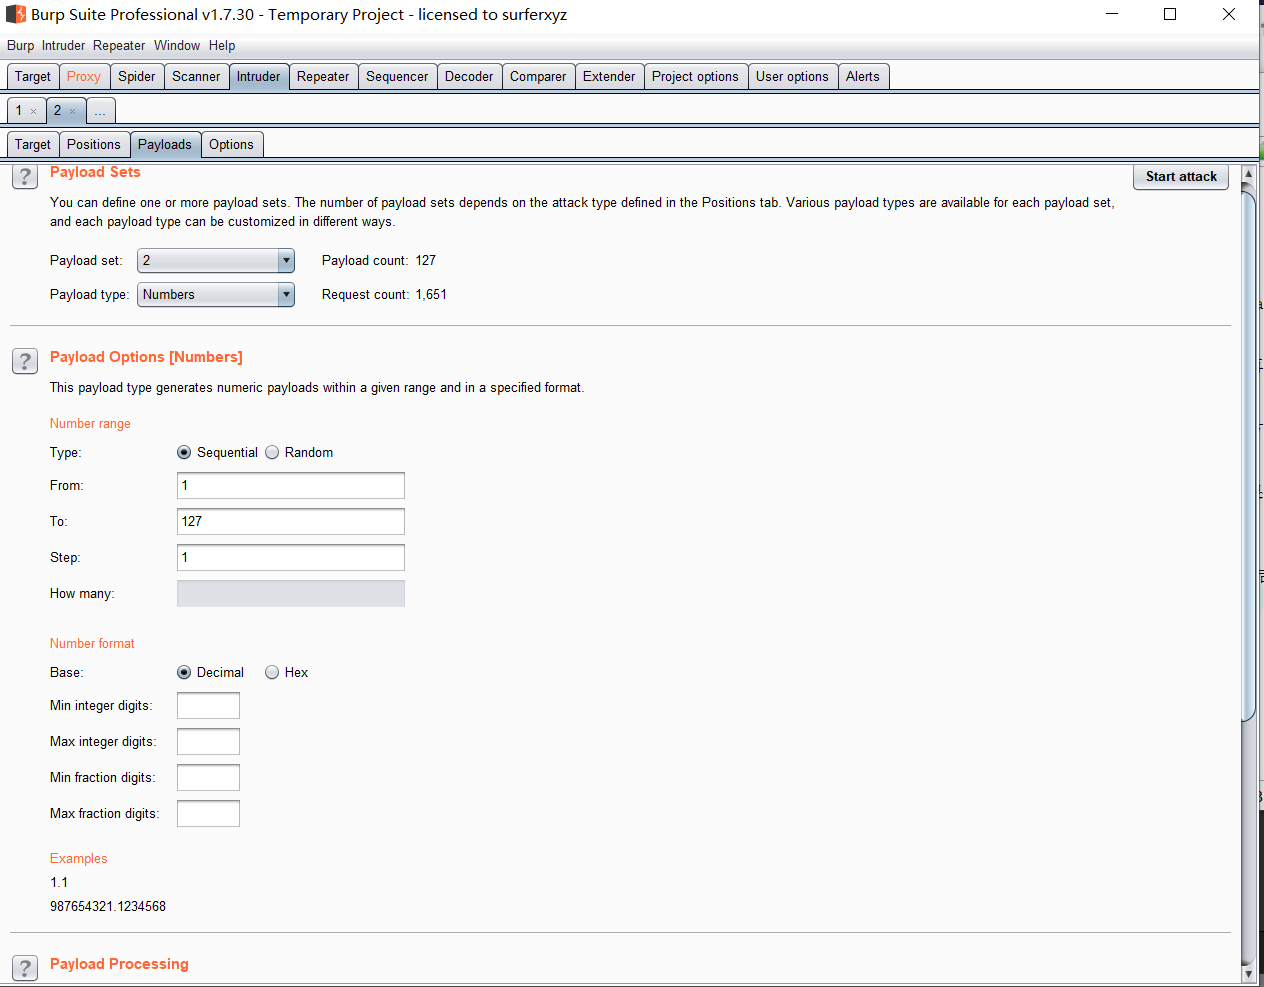 Burp Suite Professional v1.7.30 - Temporary Project - licensed to surferxyz
Burp Intruder Repeater Window Help
Target Proxy Spider Scanner Intruder Repeater Sequencer Decoder Comparer Extender Project options User options Alerts
1 × 2 × ...
Target Positions Payloads Options
? Payload Sets
Start attack
You can define one or more payload sets. The number of payload sets depends on the attack type defined in the Positions tab. Various payload types are available for each payload set,
and each payload type can be customized in different ways.
Payload set: 2 Payload count: 127
Payload type: Numbers Request count: 1,651
? Payload Options [Numbers]
This payload type generates numeric payloads within a given range and in a specified format.
Number range
Type: Sequential Random
From: 1
To: 127
Step: 1
How many:
Number format
Base: Decimal Hex
Min integer digits:
Max integer digits:
Min fraction digits:
Max fraction digits:
Examples
1.1
987654321.1234568
? Payload Processing